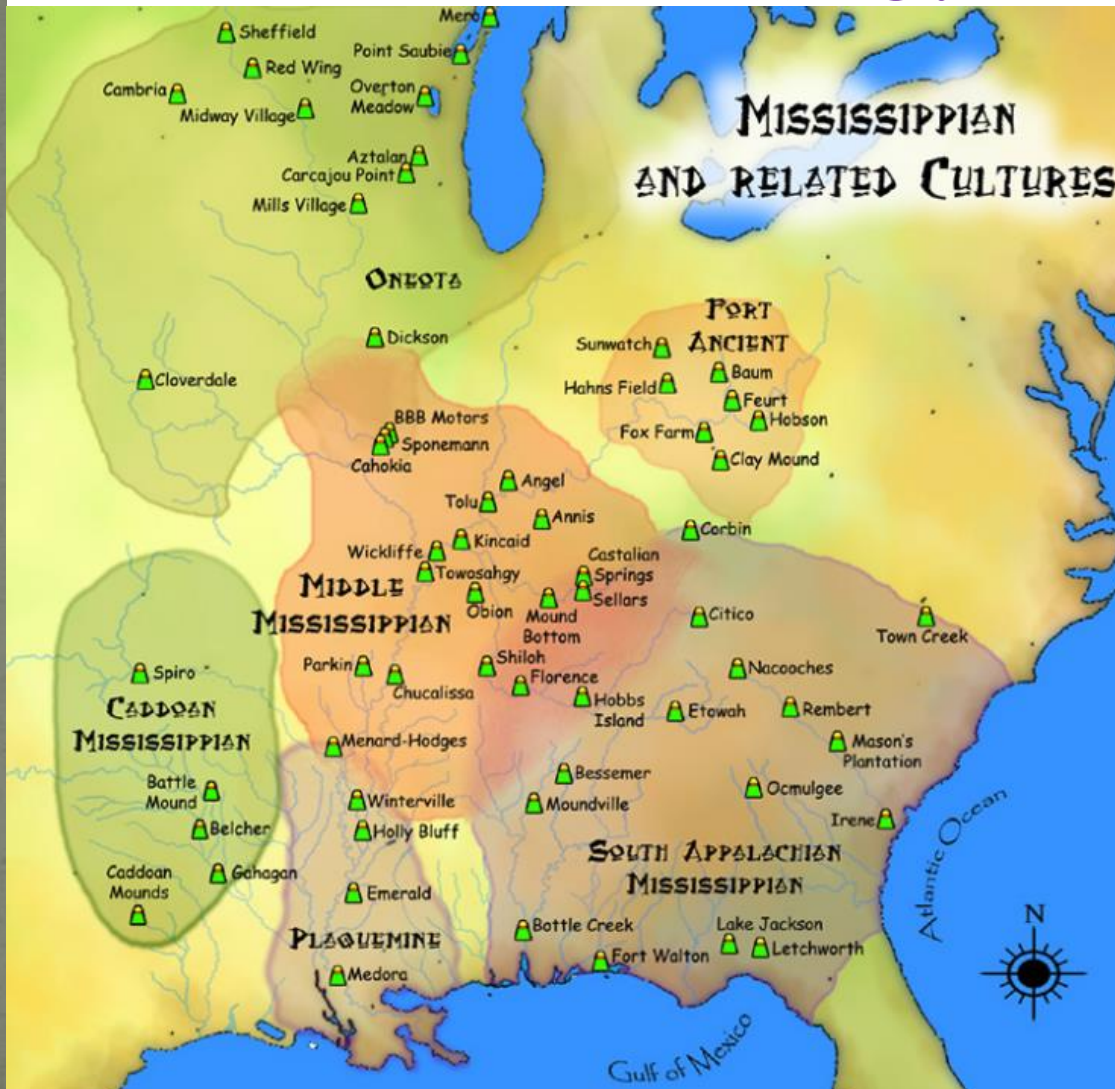 Mero
Sheffield
Point Saubie
Red Wing
Cambria
Overton
Meadow
Midway Village
MISSISSIPPIAN
AND RELATED CULTURES
Aztalan
Carcajou Point
Mills Village
ONEOTA
FORT
ANCIENT
Dickson
Sunwatch
Baum
Cloverdale
Hahns Field
Feurt
BBB Motors
Hobson
Sponemann
Fox Farm
Cahokia
Clay Mound
Angel
Tolu
Annis
Corbin
Kincaid
Wickliffe
Castalian
Springs
Towosahgy
MIDDLE
MISSISSIPPIAN
Obion
Sellars
Mound
Bottom
Citico
Town Creek
Parkin
Shiloh
Nacooches
Spiro
Chucalissa
Florence
Hobbs
Island
Etowah
Rembert
CADDOAN
MISSISSIPPIAN
Menard-Hodges
Mason's
Plantation
Battle
Mound
Bessemer
Winterville
Moundville
Ocmulgee
Belcher
Holly Bluff
Irene
Atlantic Ocean
SOUTH APPALACHIAN
MISSISSIPPIAN
Caddoan
Mounds
Gahagan
Emerald
N
Bottle Creek
Lake Jackson
PLAQUEMINE
Fort Walton
Letchworth
Medora
Gulf of Mexico